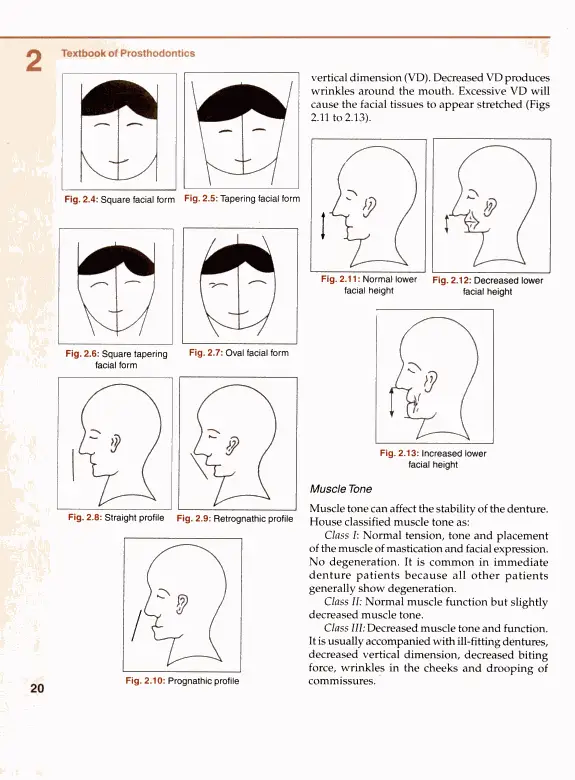 2
Textbook of Prosthodontics
Fig. 2.4: Square facial form
Fig. 2.5: Tapering facial form
Fig. 2.6: Square tapering
facial form
Fig. 2.7: Oval facial form
Fig. 2.8: Straight profile
Fig. 2.9: Retrognathic profile
Fig. 2.10: Prognathic profile
20
vertical dimension (VD). Decreased VD produces
wrinkles around the mouth. Excessive VD will
cause the facial tissues to appear stretched (Figs
2.11 to 2.13).
Fig. 2.11: Normal lower
facial height
Fig. 2.12: Decreased lower
facial height
Fig. 2.13: Increased lower
facial height
Muscle Tone
Muscle tone can affect the stability of the denture.
House classified muscle tone as:
Class I: Normal tension, tone and placement
of the muscle of mastication and facial expression.
No degeneration. It is common in immediate
denture patients because all other patients
generally show degeneration.
Class II: Normal muscle function but slightly
decreased muscle tone.
Class III: Decreased muscle tone and function.
It is usually accompanied with ill-fitting dentures,
decreased vertical dimension, decreased biting
force, wrinkles in the cheeks and drooping of
commissures.